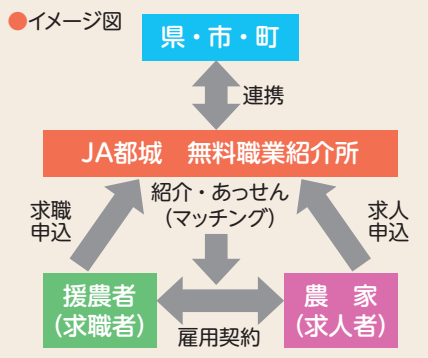 ●イメージ図
県・市・町
連携
JA都城　無料職業紹介所
紹介・あっせん
(マッチング)
求職
申込
求人
申込
援農者
(求職者)
農　家
(求人者)
雇用契約